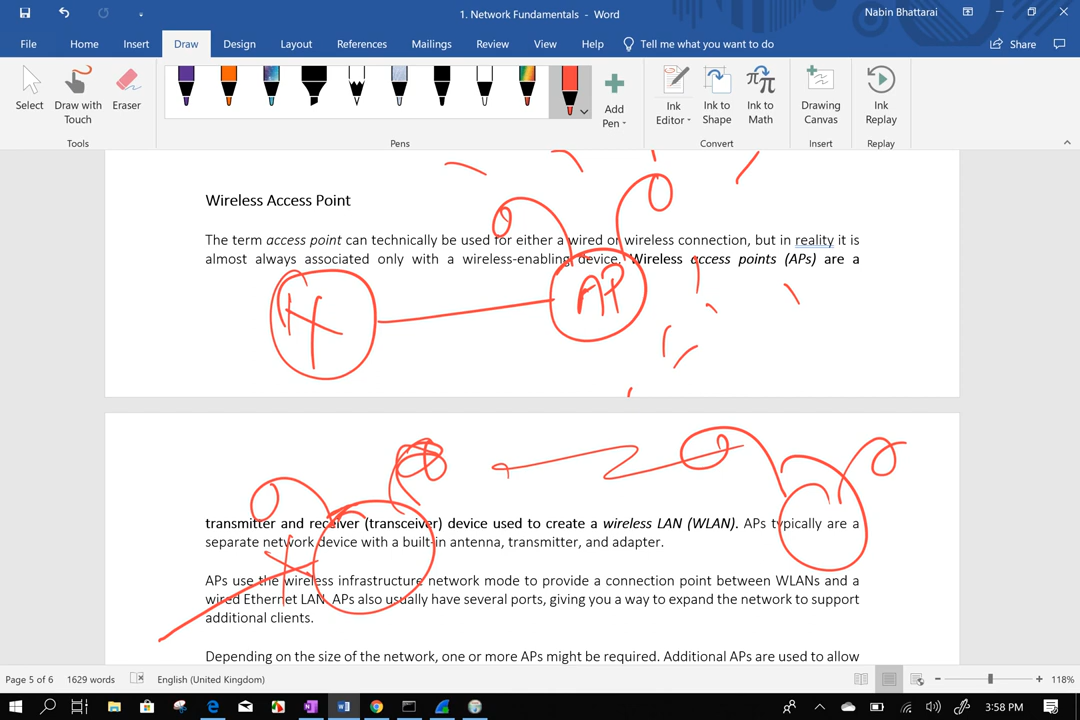 1. Network Fundamentals - Word
Nabin Bhattarai
File Home Insert Draw Design Layout References Mailings Review View Help Tell me what you want to do Share
Select
Draw with Touch
Eraser
Add Pen
Ink Editor
Ink to Shape
Ink to Math
Drawing Canvas
Ink Replay
Tools
Pens
Convert
Insert
Replay
Wireless Access Point
The term access point can technically be used for either a wired or wireless connection, but in reality it is
almost always associated only with a wireless-enabling device. Wireless access points (APs) are a
AP
transmitter and receiver (transceiver) device used to create a wireless LAN (WLAN). APs typically are a
separate network device with a built-in antenna, transmitter, and adapter.
APs use the wireless infrastructure network mode to provide a connection point between WLANs and a
wired Ethernet LAN. APs also usually have several ports, giving you a way to expand the network to support
additional clients.
Depending on the size of the network, one or more APs might be required. Additional APs are used to allow
Page 5 of 6 1629 words English (United Kingdom) 118%
3:58 PM